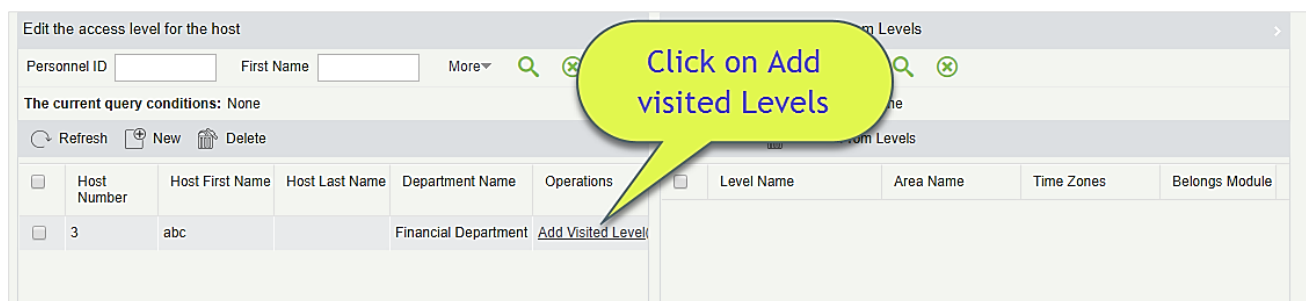 Edit the access level for the host
Levels
Personnel ID First Name More
Click on Add
visited Levels
The current query conditions: None
Refresh New Delete
Levels
Host Number Host First Name Host Last Name Department Name Operations Level Name Area Name Time Zones Belongs Module
3 abc Financial Department Add Visited Level(